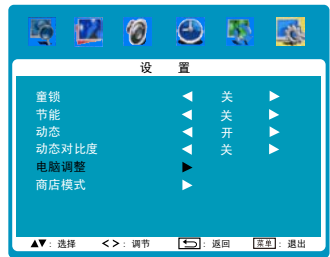 设 置
童锁 ◀ 关 ▶
节能 ◀ 关 ▶
动态 ◀ 开 ▶
动态对比度 ◀ 关 ▶
电脑调整 ▶
商店模式 ▶
▲▼: 选择 <>: 调节 : 返回 菜单: 退出